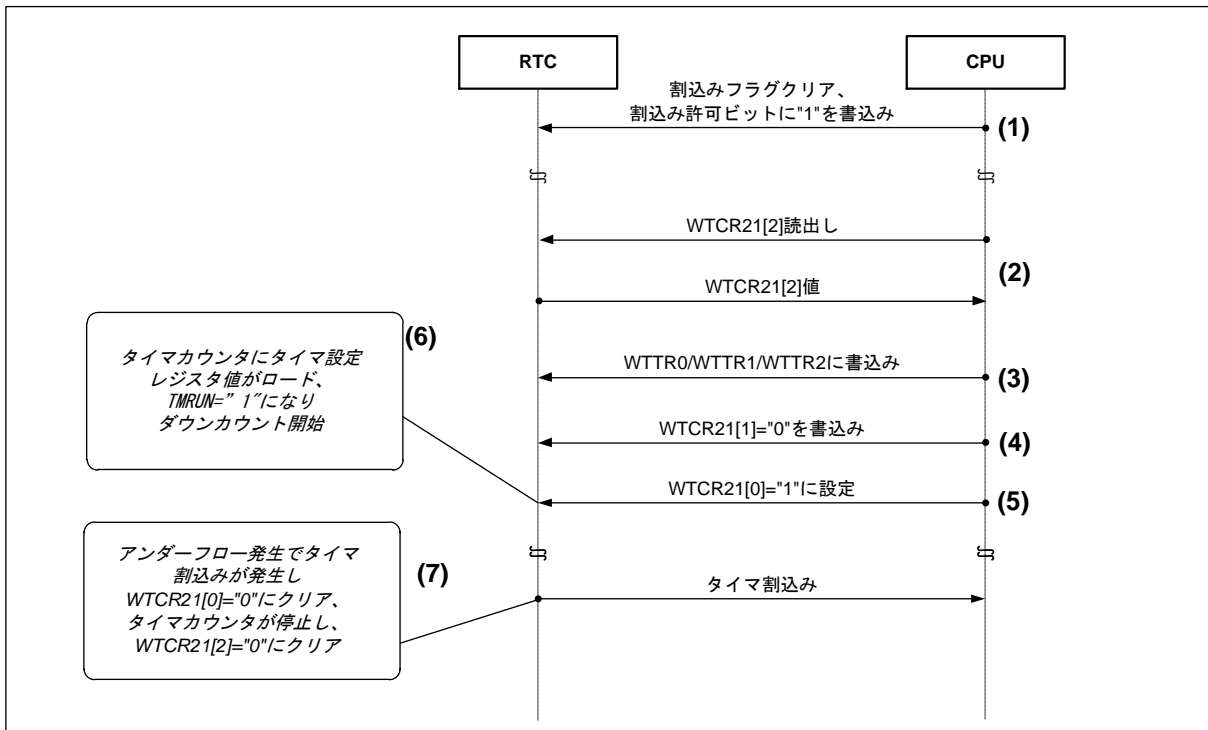 RTC
CPU
割込みフラグクリア、
割込み許可ビットに"1"を書込み
(1)
WTCR21[2]読出し
(2)
WTCR21[2]値
(6)
タイマカウンタにタイマ設定
レジスタ値がロード、
TMRUN=”1″になり
ダウンカウント開始
WTTR0/WTTR1/WTTR2に書込み
(3)
WTCR21[1]="0"を書込み
(4)
WTCR21[0]="1"に設定
(5)
アンダーフロー発生でタイマ
割込みが発生し
WTCR21[0]="0"にクリア、
タイマカウンタが停止し、
WTCR21[2]="0"にクリア
(7)
タイマ割込み